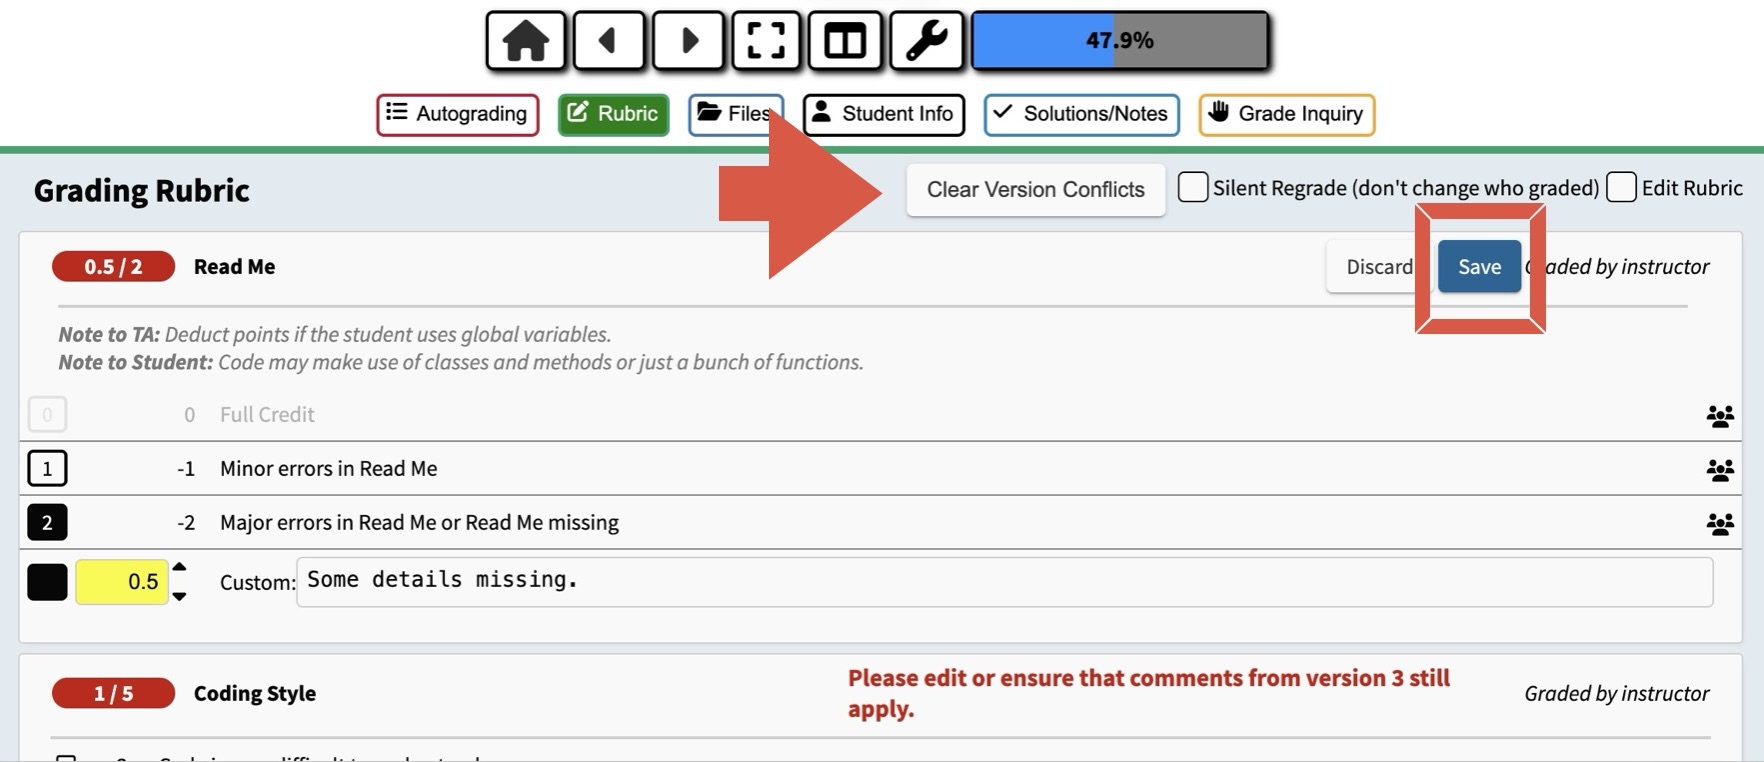 47.9%
Autograding Rubric Files Student Info Solutions/Notes Grade Inquiry
Grading Rubric Clear Version Conflicts Silent Regrade (don't change who graded) Edit Rubric
0.5 / 2 Read Me Discard Save Graded by instructor
Note to TA: Deduct points if the student uses global variables.
Note to Student: Code may make use of classes and methods or just a bunch of functions.
0 0 Full Credit
1 -1 Minor errors in Read Me
2 -2 Major errors in Read Me or Read Me missing
0.5 Custom: Some details missing.
1 / 5 Coding Style Please edit or ensure that comments from version 3 still Graded by instructor
apply.